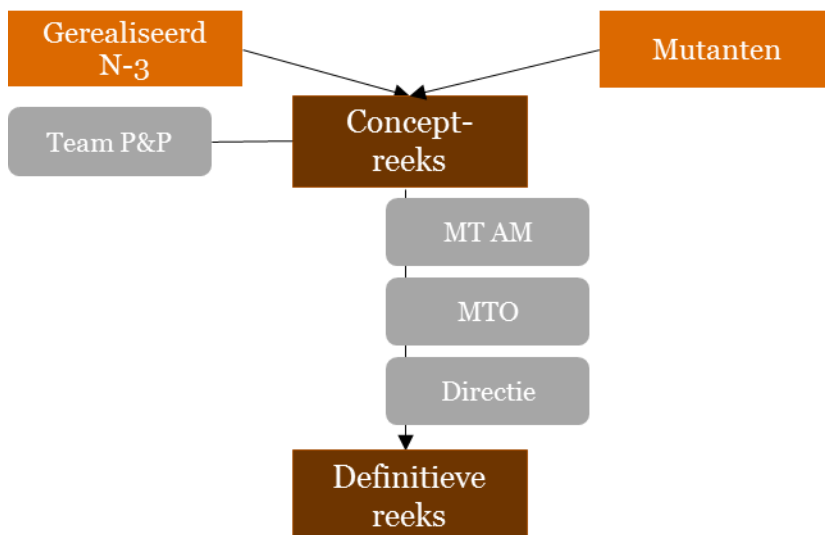 Gerealiseerd
N-3
Mutanten
Team P&P
Concept-
reeks
MT AM
MTO
Directie
Definitieve
reeks